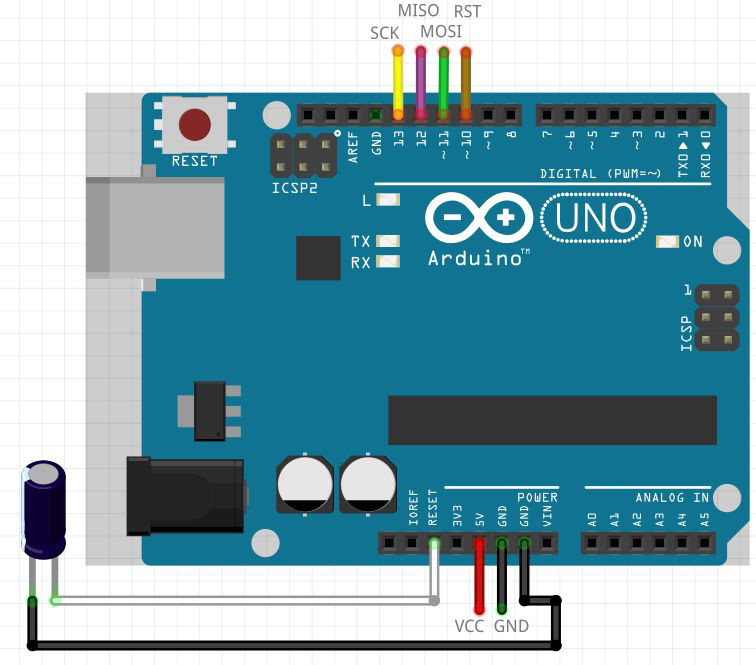 MISO RST
SCK MOSI
RESET
ICSP2
AREF
GND
13
12
~11
~10
~9
8
7
~6
~5
4
~3
2
TX0▶1
RX0◀0
DIGITAL (PWM=~)
L
TX
RX
UNO
ON
Arduino™
1
ICSP
POWER
ANALOG IN
IOREF
RESET
3V3
5V
GND
GND
VIN
A0
A1
A2
A3
A4
A5
VCC GND